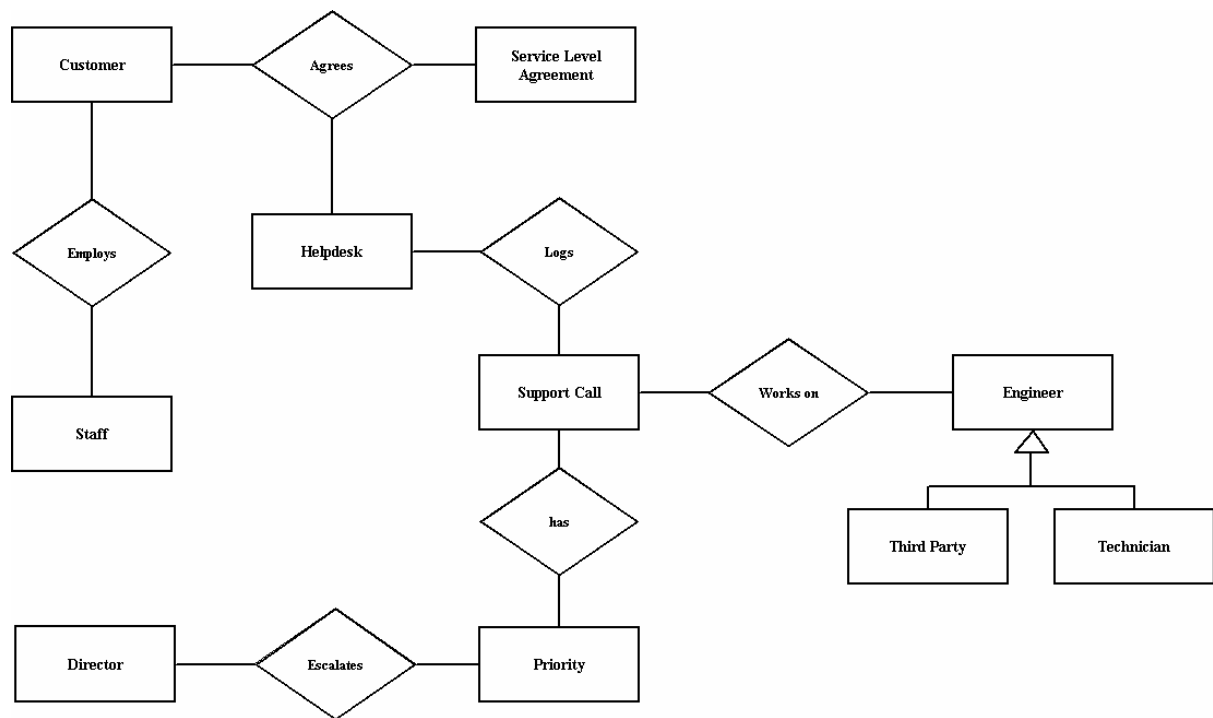 Customer
Agrees
Service Level
Agreement
Employs
Helpdesk
Logs
Staff
Support Call
Works on
Engineer
has
Third Party
Technician
Director
Escalates
Priority